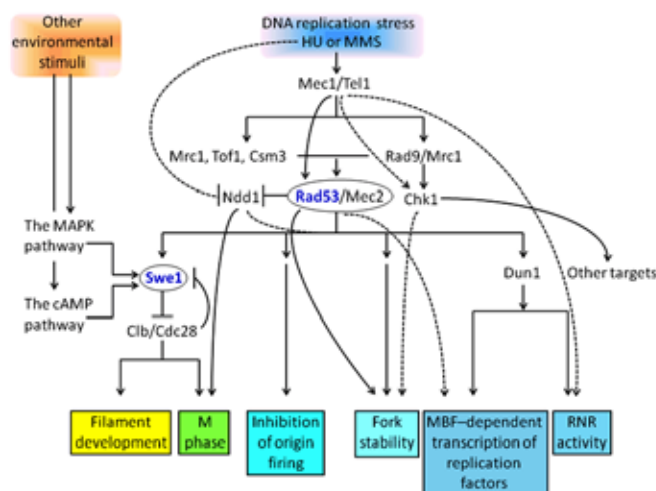 Other
environmental
stimuli
DNA replication stress
HU or MMS
Mec1/Tel1
Mrc1, Tof1, Csm3
Rad9/Mrc1
Ndd1
Rad53/Mec2
Chk1
The MAPK
pathway
Swe1
Dun1
Other targets
The cAMP
pathway
Clb/Cdc28
Filament
development
M
phase
Inhibition
of origin
firing
Fork
stability
MBF–dependent
transcription of
replication
factors
RNR
activity